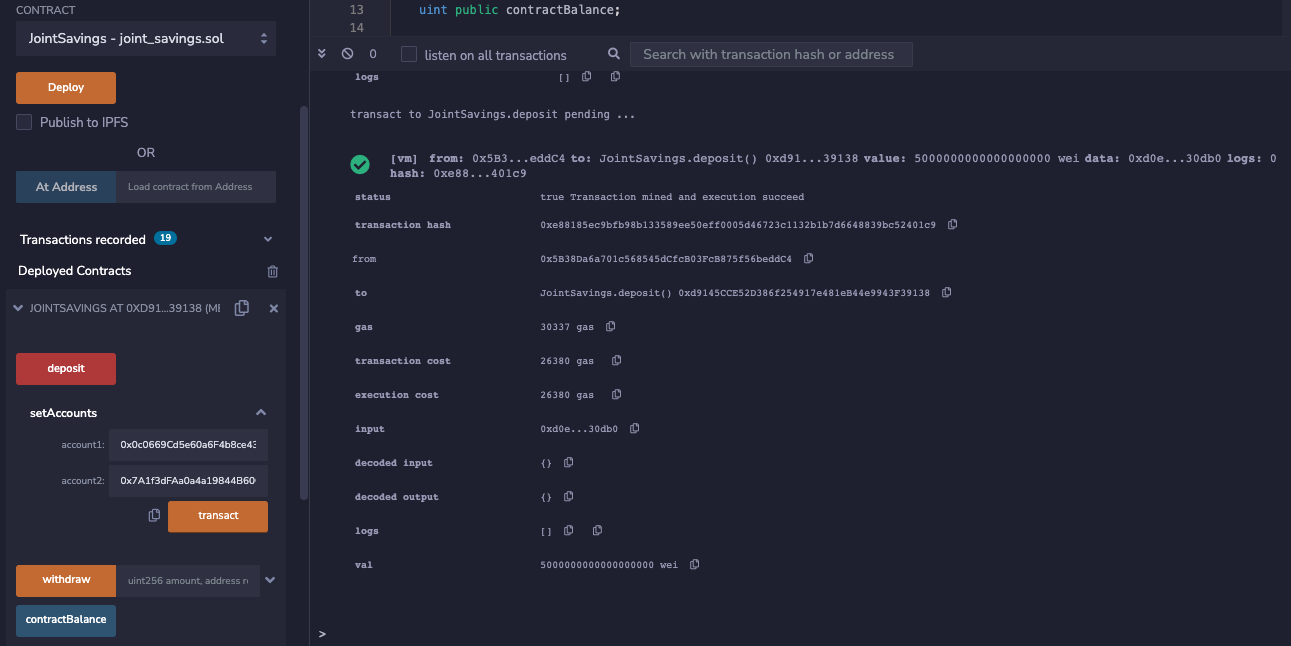 CONTRACT
JointSavings - joint_savings.sol
Deploy
Publish to IPFS
OR
At Address
Load contract from Address
Transactions recorded 19
Deployed Contracts
JOINTSAVINGS AT 0XD91...39138 (ME
deposit
setAccounts
account1: 0x0c0669Cd5e60a6F4b8ce43
account2: 0x7A1f3dFAa0a4a19844B60
transact
withdraw
uint256 amount, address r
contractBalance
13 uint public contractBalance;
14
0 listen on all transactions
Search with transaction hash or address
logs []
transact to JointSavings.deposit pending ...
[vm] from: 0x5B3...eddC4 to: JointSavings.deposit() 0xd91...39138 value: 5000000000000000000 wei data: 0xd0e...30db0 logs: 0
hash: 0xe88...401c9
status true Transaction mined and execution succeed
transaction hash 0xe88185ec9bfb98b133589ee50eff0005d46723c1132b1b7d6648839bc52401c9
from 0x5B38Da6a701c568545dCfcB03FcB875f56beddC4
to JointSavings.deposit() 0xd9145CCE52D386f254917e481eB44e9943F39138
gas 30337 gas
transaction cost 26380 gas
execution cost 26380 gas
input 0xd0e...30db0
decoded input {}
decoded output {}
logs []
val 5000000000000000000 wei
>